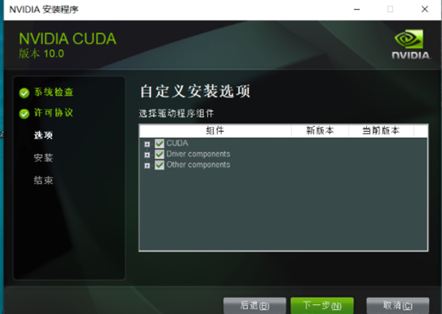 NVIDIA 安装程序
NVIDIA CUDA
版本 10.0
NVIDIA.
系统检查
许可协议
选项
安装
结束
自定义安装选项
选择驱动程序组件
组件 新版本 当前版本
CUDA
Driver components
Other components
后退(B) 下一步(N) 取消(C)